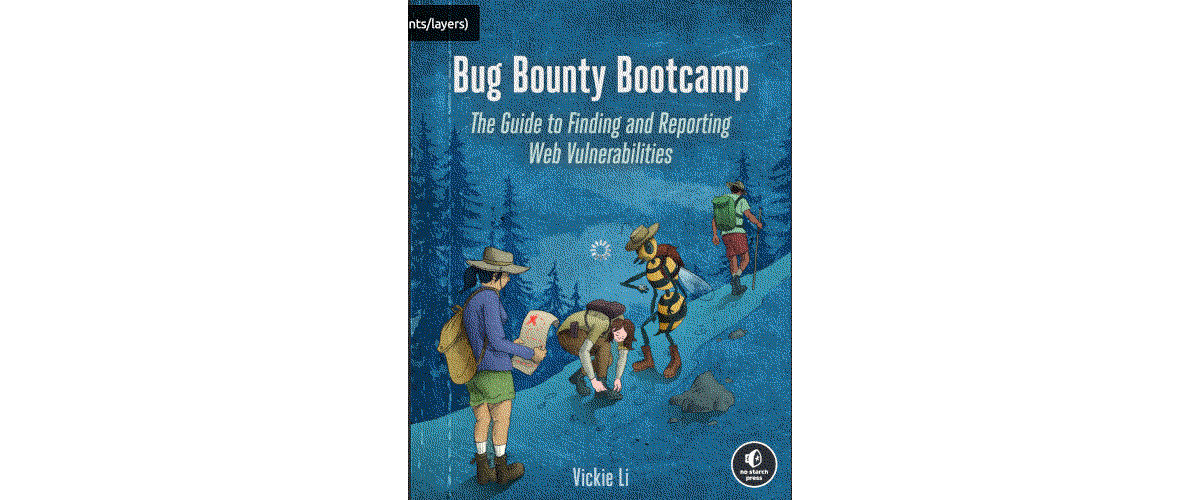 nts/layers)
Bug Bounty Bootcamp
The Guide to Finding and Reporting
Web Vulnerabilities
Vickie Li
no starch
press